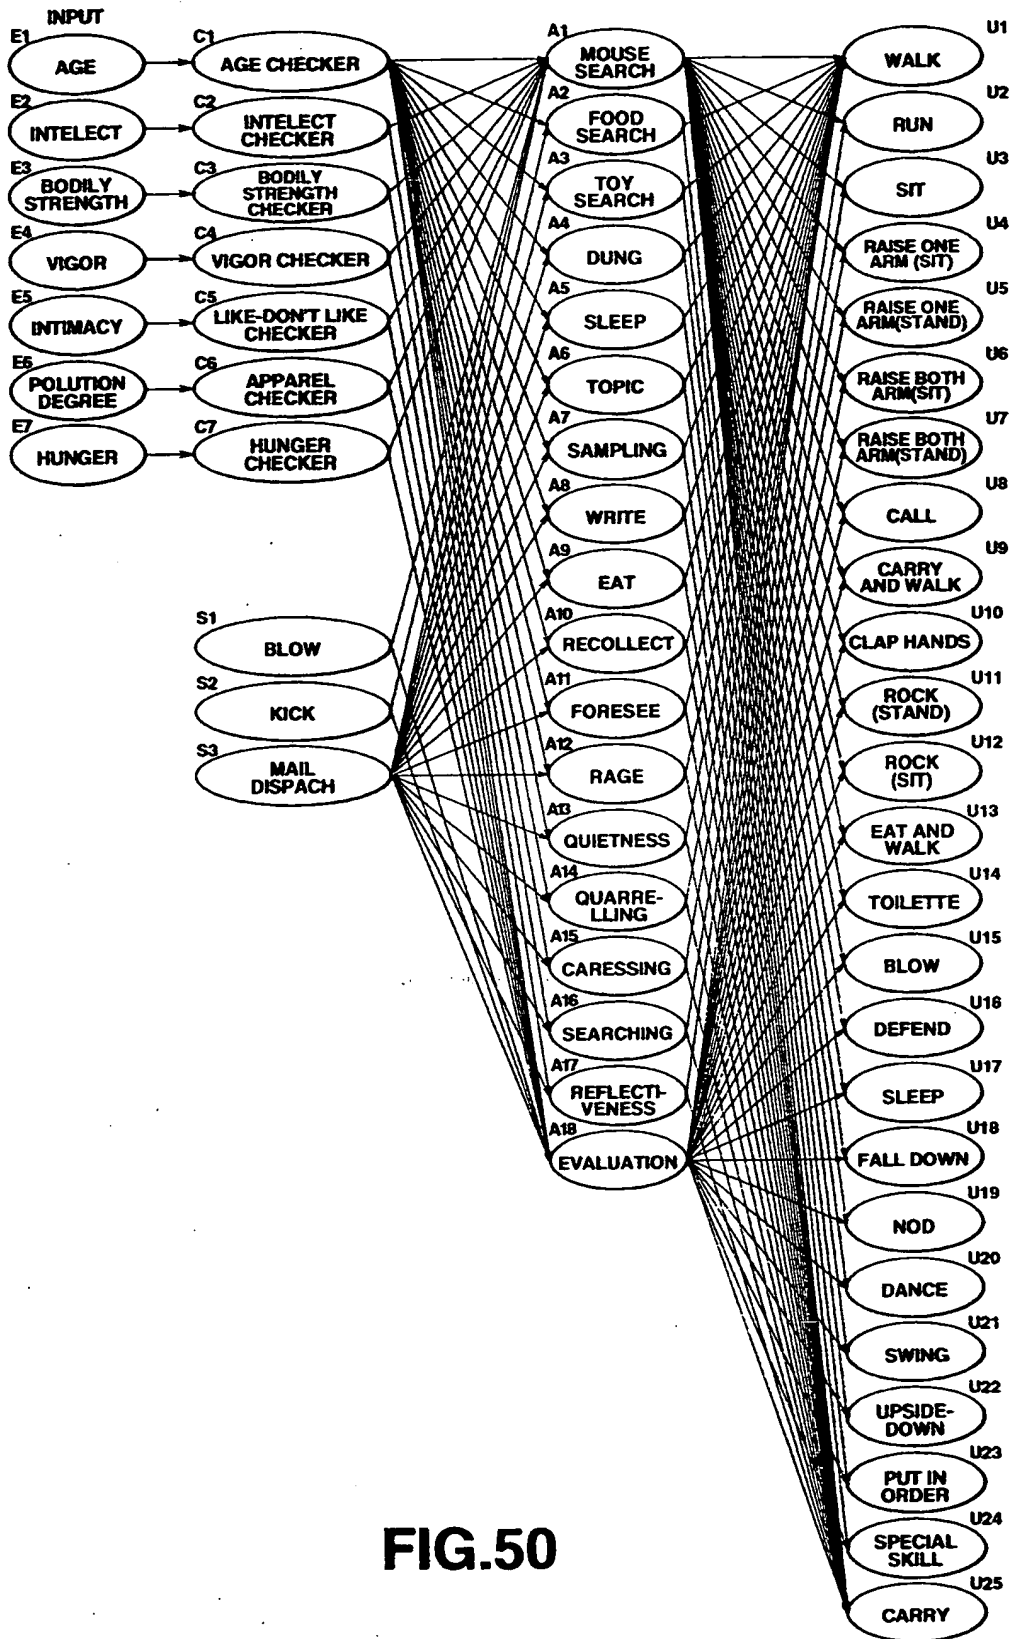 INPUT
E1
AGE
E2
INTELECT
E3
BODILY
STRENGTH
E4
VIGOR
E5
INTIMACY
E6
POLUTION
DEGREE
E7
HUNGER
C1
AGE CHECKER
C2
INTELECT
CHECKER
C3
BODILY
STRENGTH
CHECKER
C4
VIGOR CHECKER
C5
LIKE-DON'T LIKE
CHECKER
C6
APPAREL
CHECKER
C7
HUNGER
CHECKER
S1
BLOW
S2
KICK
S3
MAIL
DISPACH
A1
MOUSE
SEARCH
A2
FOOD
SEARCH
A3
TOY
SEARCH
A4
DUNG
A5
SLEEP
A6
TOPIC
A7
SAMPLING
A8
WRITE
A9
EAT
A10
RECOLLECT
A11
FORESEE
A12
RAGE
A13
QUIETNESS
A14
QUARRE-
LLING
A15
CARESSING
A16
SEARCHING
A17
REFLECTI-
VENESS
A18
EVALUATION
U1
WALK
U2
RUN
U3
SIT
U4
RAISE ONE
ARM (SIT)
U5
RAISE ONE
ARM(STAND)
U6
RAISE BOTH
ARM(SIT)
U7
RAISE BOTH
ARM(STAND)
U8
CALL
U9
CARRY
AND WALK
U10
CLAP HANDS
U11
ROCK
(STAND)
U12
ROCK
(SIT)
U13
EAT AND
WALK
U14
TOILETTE
U15
BLOW
U16
DEFEND
U17
SLEEP
U18
FALL DOWN
U19
NOD
U20
DANCE
U21
SWING
U22
UPSIDE-
DOWN
U23
PUT IN
ORDER
U24
SPECIAL
SKILL
U25
CARRY
FIG.50